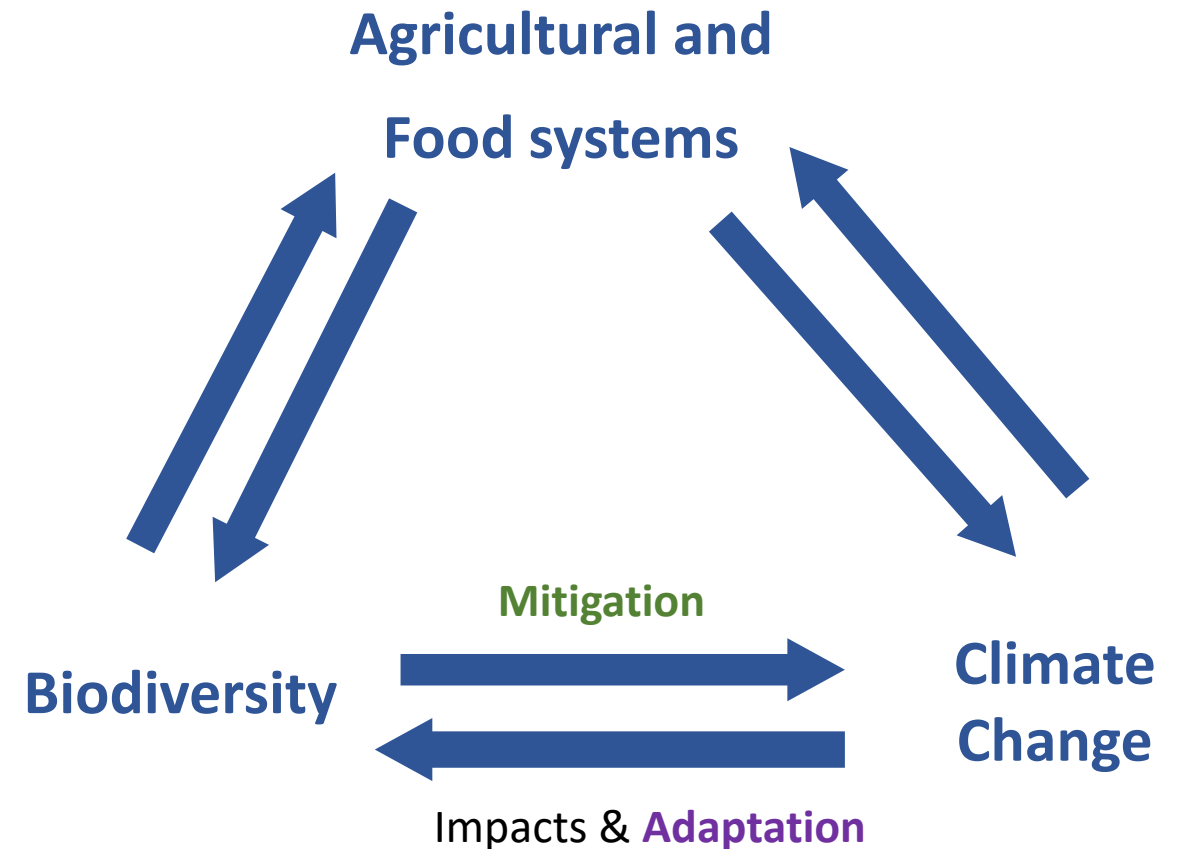 Agricultural and
Food systems
Mitigation
Biodiversity
Climate
Change
Impacts & Adaptation